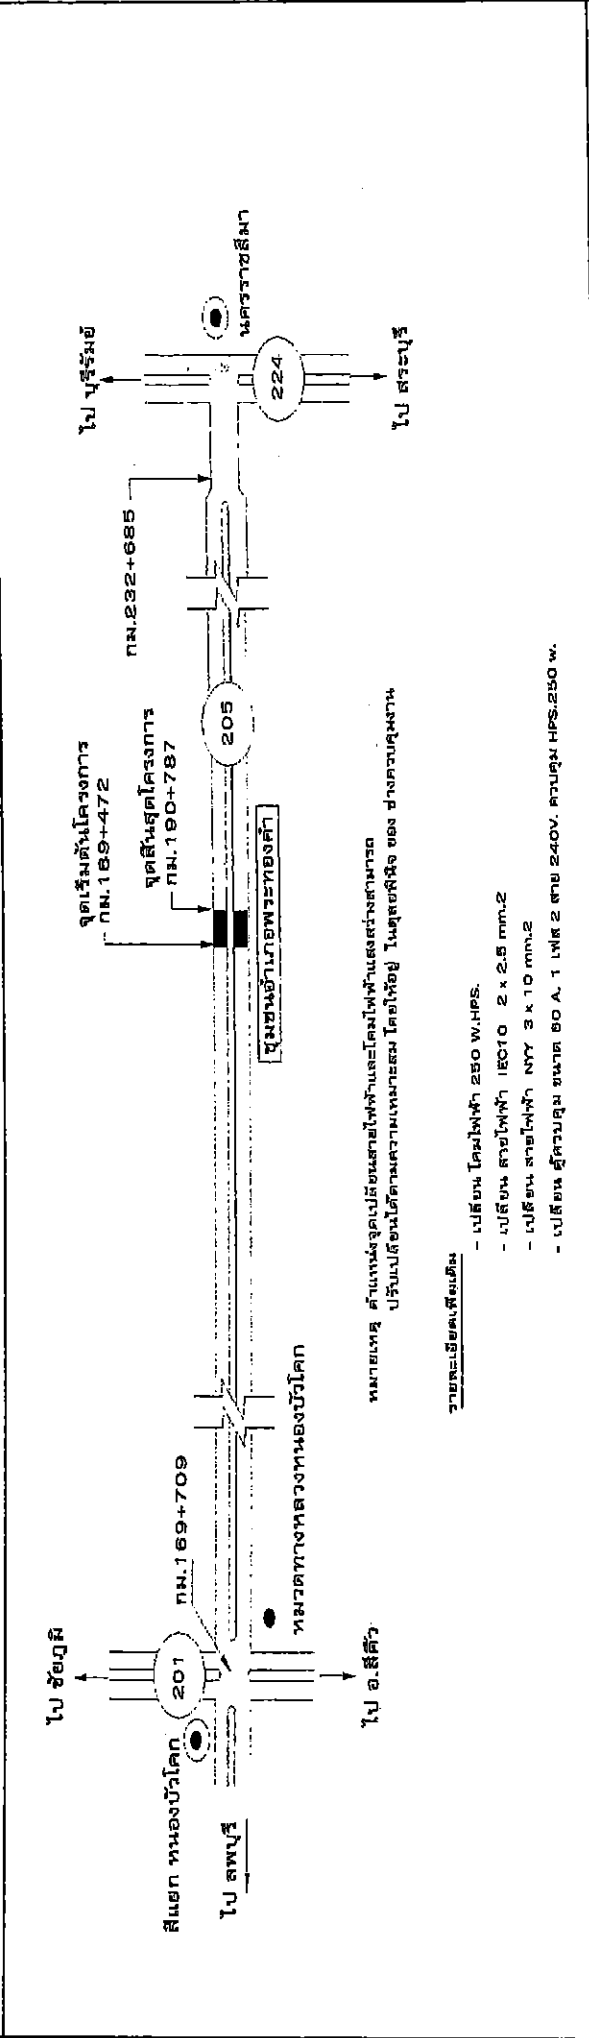 ไป ชัยภูมิ
สี่แยก หนองบัวโคก
201
กม.169+709
ไป ลพบุรี
ไป อ.สีคิ้ว
หมวดทางหลวงหนองบัวโคก
จุดเริ่มต้นโครงการ
กม.189+472
จุดสิ้นสุดโครงการ
กม.190+787
ชุมชนอำเภอพระทองคำ
205
กม.232+685
ไป บุรีรัมย์
224
นครราชสีมา
ไป สระบุรี
หมายเหตุ ตำแหน่งจุดเปลี่ยนสายไฟฟ้าและโคมไฟฟ้าแสงสว่างสามารถ
ปรับเปลี่ยนได้ตามความเหมาะสม โดยให้อยู่ ในดุลยพินิจ ของ ช่างควบคุมงาน
รายละเอียดเพิ่มเติม
- เปลี่ยน โคมไฟฟ้า 250 W.HPS.
- เปลี่ยน สายไฟฟ้า IEC10 2 x 2.5 mm.2
- เปลี่ยน สายไฟฟ้า NYY 3 x 10 mm.2
- เปลี่ยน ตู้ควบคุม ขนาด 60 A. 1 เฟส 2 สาย 240V. ควบคุม HPS.250 w.